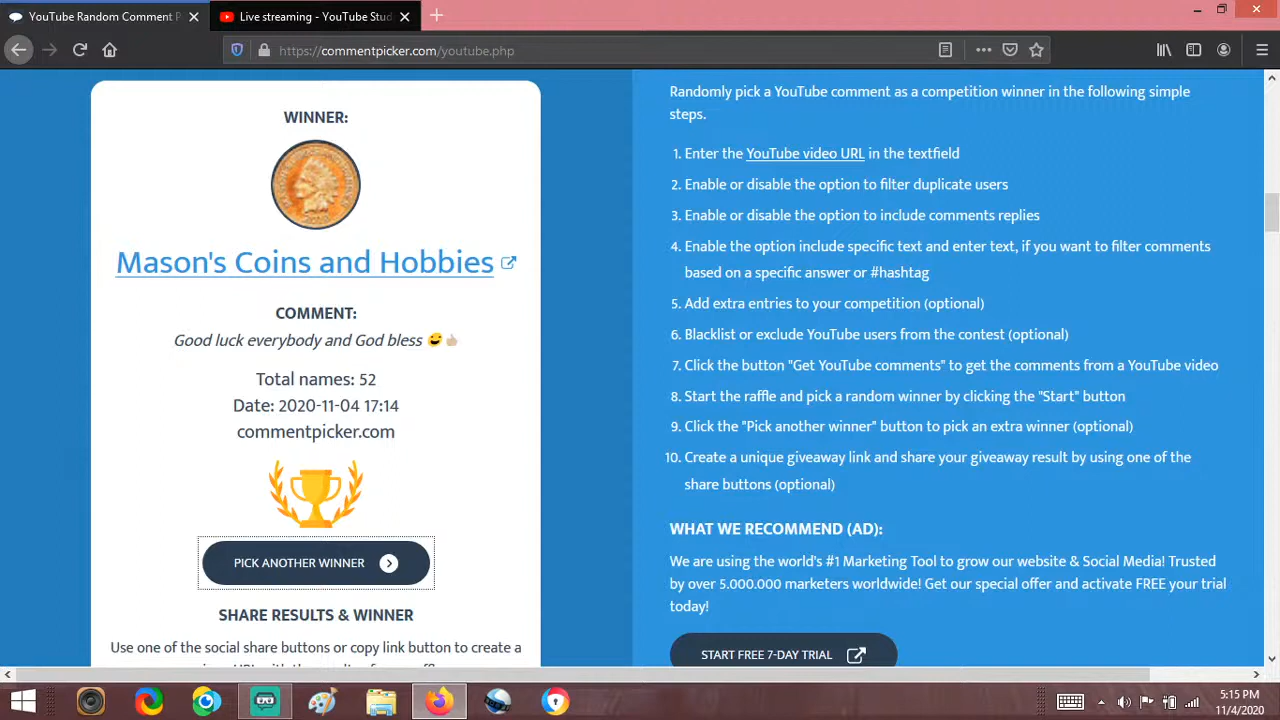 YouTube Random Comment P
Live streaming - YouTube Stud
https://commentpicker.com/youtube.php
WINNER:
Mason's Coins and Hobbies
COMMENT:
Good luck everybody and God bless 😅👍🏼
Total names: 52
Date: 2020-11-04 17:14
commentpicker.com
PICK ANOTHER WINNER
SHARE RESULTS & WINNER
Use one of the social share buttons or copy link button to create a
Randomly pick a YouTube comment as a competition winner in the following simple
steps.
1. Enter the YouTube video URL in the textfield
2. Enable or disable the option to filter duplicate users
3. Enable or disable the option to include comments replies
4. Enable the option include specific text and enter text, if you want to filter comments
based on a specific answer or #hashtag
5. Add extra entries to your competition (optional)
6. Blacklist or exclude YouTube users from the contest (optional)
7. Click the button "Get YouTube comments" to get the comments from a YouTube video
8. Start the raffle and pick a random winner by clicking the "Start" button
9. Click the "Pick another winner" button to pick an extra winner (optional)
10. Create a unique giveaway link and share your giveaway result by using one of the
share buttons (optional)
WHAT WE RECOMMEND (AD):
We are using the world's #1 Marketing Tool to grow our website & Social Media! Trusted
by over 5.000.000 marketers worldwide! Get our special offer and activate FREE your trial
today!
START FREE 7-DAY TRIAL
5:15 PM
11/4/2020